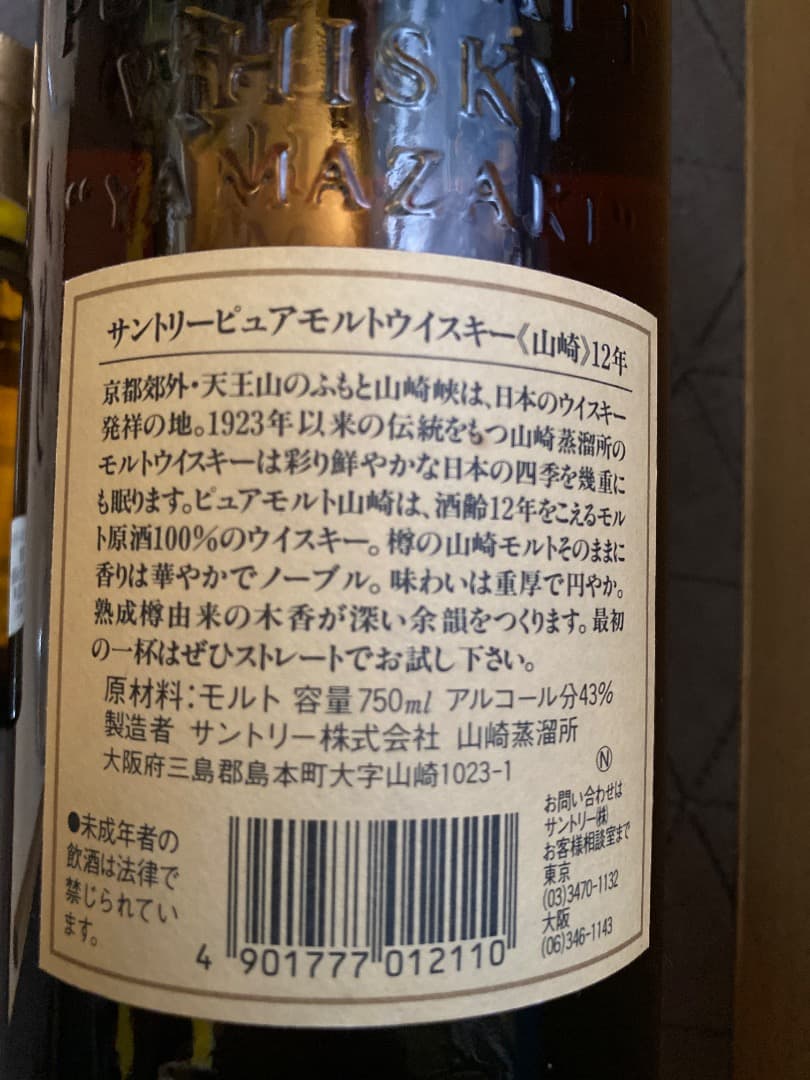 WHISKY
"YAMAZAKI"
サントリーピュアモルトウイスキー《山崎》12年
京都郊外・天王山のふもと山崎峡は、日本のウイスキー
発祥の地。1923年以来の伝統をもつ山崎蒸溜所の
モルトウイスキーは彩り鮮やかな日本の四季を幾重に
も眠ります。ピュアモルト山崎は、酒齢12年をこえるモル
ト原酒100%のウイスキー。樽の山崎モルトそのままに
香りは華やかでノーブル。味わいは重厚で円やか。
熟成樽由来の木香が深い余韻をつくります。最初
の一杯はぜひストレートでお試し下さい。
原材料:モルト 容量750ml アルコール分43%
製造者 サントリー株式会社 山崎蒸溜所
大阪府三島郡島本町大字山崎1023-1
Ⓝ
●未成年者の
飲酒は法律で
禁じられてい
ます。
お問い合わせは
サントリー㈱
お客様相談室まで
東京
(03)3470-1132
大阪
(06)346-1143
4 901777 012110